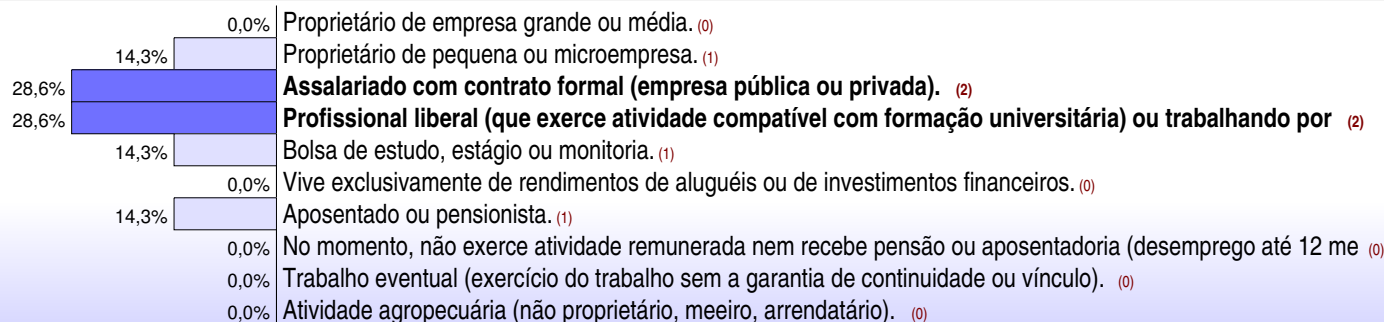 0,0% Proprietário de empresa grande ou média. (0)
14,3% Proprietário de pequena ou microempresa. (1)
28,6% Assalariado com contrato formal (empresa pública ou privada). (2)
28,6% Profissional liberal (que exerce atividade compatível com formação universitária) ou trabalhando por (2)
14,3% Bolsa de estudo, estágio ou monitoria. (1)
0,0% Vive exclusivamente de rendimentos de aluguéis ou de investimentos financeiros. (0)
14,3% Aposentado ou pensionista. (1)
0,0% No momento, não exerce atividade remunerada nem recebe pensão ou aposentadoria (desemprego até 12 me (0)
0,0% Trabalho eventual (exercício do trabalho sem a garantia de continuidade ou vínculo). (0)
0,0% Atividade agropecuária (não proprietário, meeiro, arrendatário). (0)